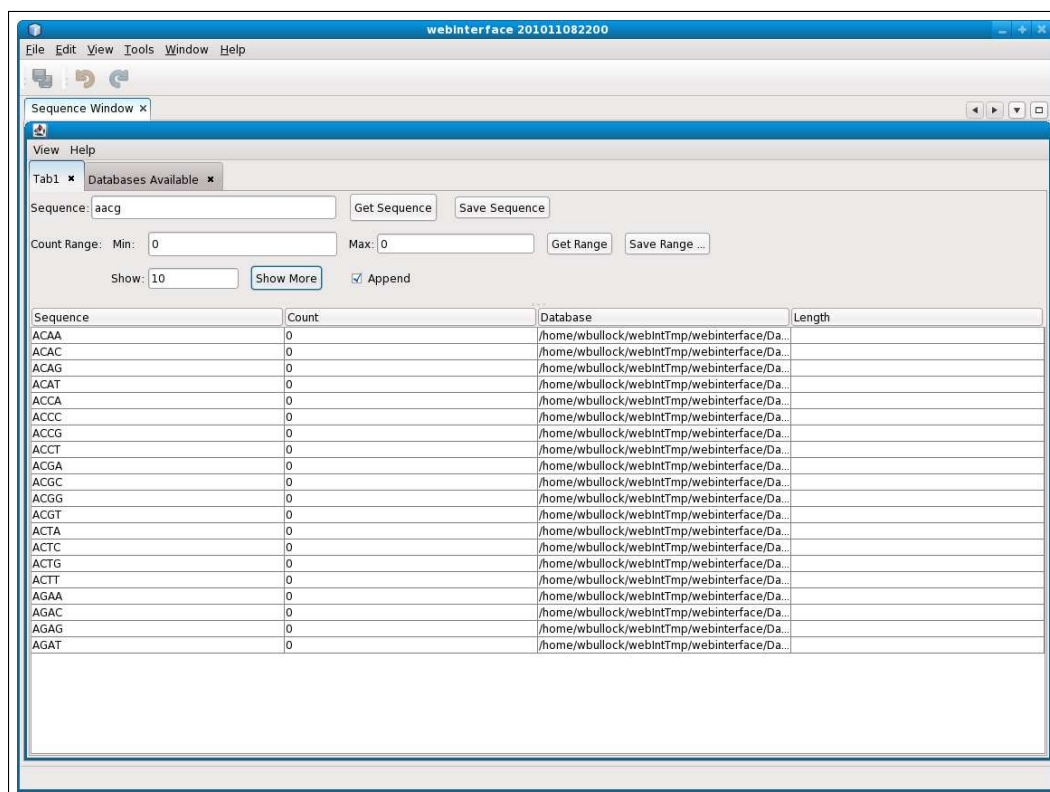 webinterface 201011082200
File Edit View Tools Window Help
Sequence Window
View Help
Tab1 Databases Available
Sequence: aacg Get Sequence Save Sequence
Count Range: Min: 0 Max: 0 Get Range Save Range ...
Show: 10 Show More Append
Sequence Count Database Length
ACAA 0 /home/wbullock/webIntTmp/webinterface/Da...
ACAC 0 /home/wbullock/webIntTmp/webinterface/Da...
ACAG 0 /home/wbullock/webIntTmp/webinterface/Da...
ACAT 0 /home/wbullock/webIntTmp/webinterface/Da...
ACCA 0 /home/wbullock/webIntTmp/webinterface/Da...
ACCC 0 /home/wbullock/webIntTmp/webinterface/Da...
ACCG 0 /home/wbullock/webIntTmp/webinterface/Da...
ACCT 0 /home/wbullock/webIntTmp/webinterface/Da...
ACGA 0 /home/wbullock/webIntTmp/webinterface/Da...
ACGC 0 /home/wbullock/webIntTmp/webinterface/Da...
ACGG 0 /home/wbullock/webIntTmp/webinterface/Da...
ACGT 0 /home/wbullock/webIntTmp/webinterface/Da...
ACTA 0 /home/wbullock/webIntTmp/webinterface/Da...
ACTC 0 /home/wbullock/webIntTmp/webinterface/Da...
ACTG 0 /home/wbullock/webIntTmp/webinterface/Da...
ACTT 0 /home/wbullock/webIntTmp/webinterface/Da...
AGAA 0 /home/wbullock/webIntTmp/webinterface/Da...
AGAC 0 /home/wbullock/webIntTmp/webinterface/Da...
AGAG 0 /home/wbullock/webIntTmp/webinterface/Da...
AGAT 0 /home/wbullock/webIntTmp/webinterface/Da...